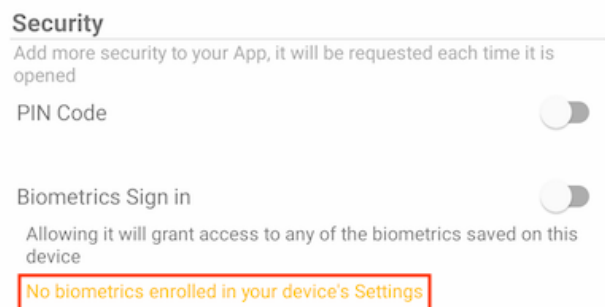 Security
Add more security to your App, it will be requested each time it is
opened
PIN Code
Biometrics Sign in
Allowing it will grant access to any of the biometrics saved on this
device
No biometrics enrolled in your device's Settings